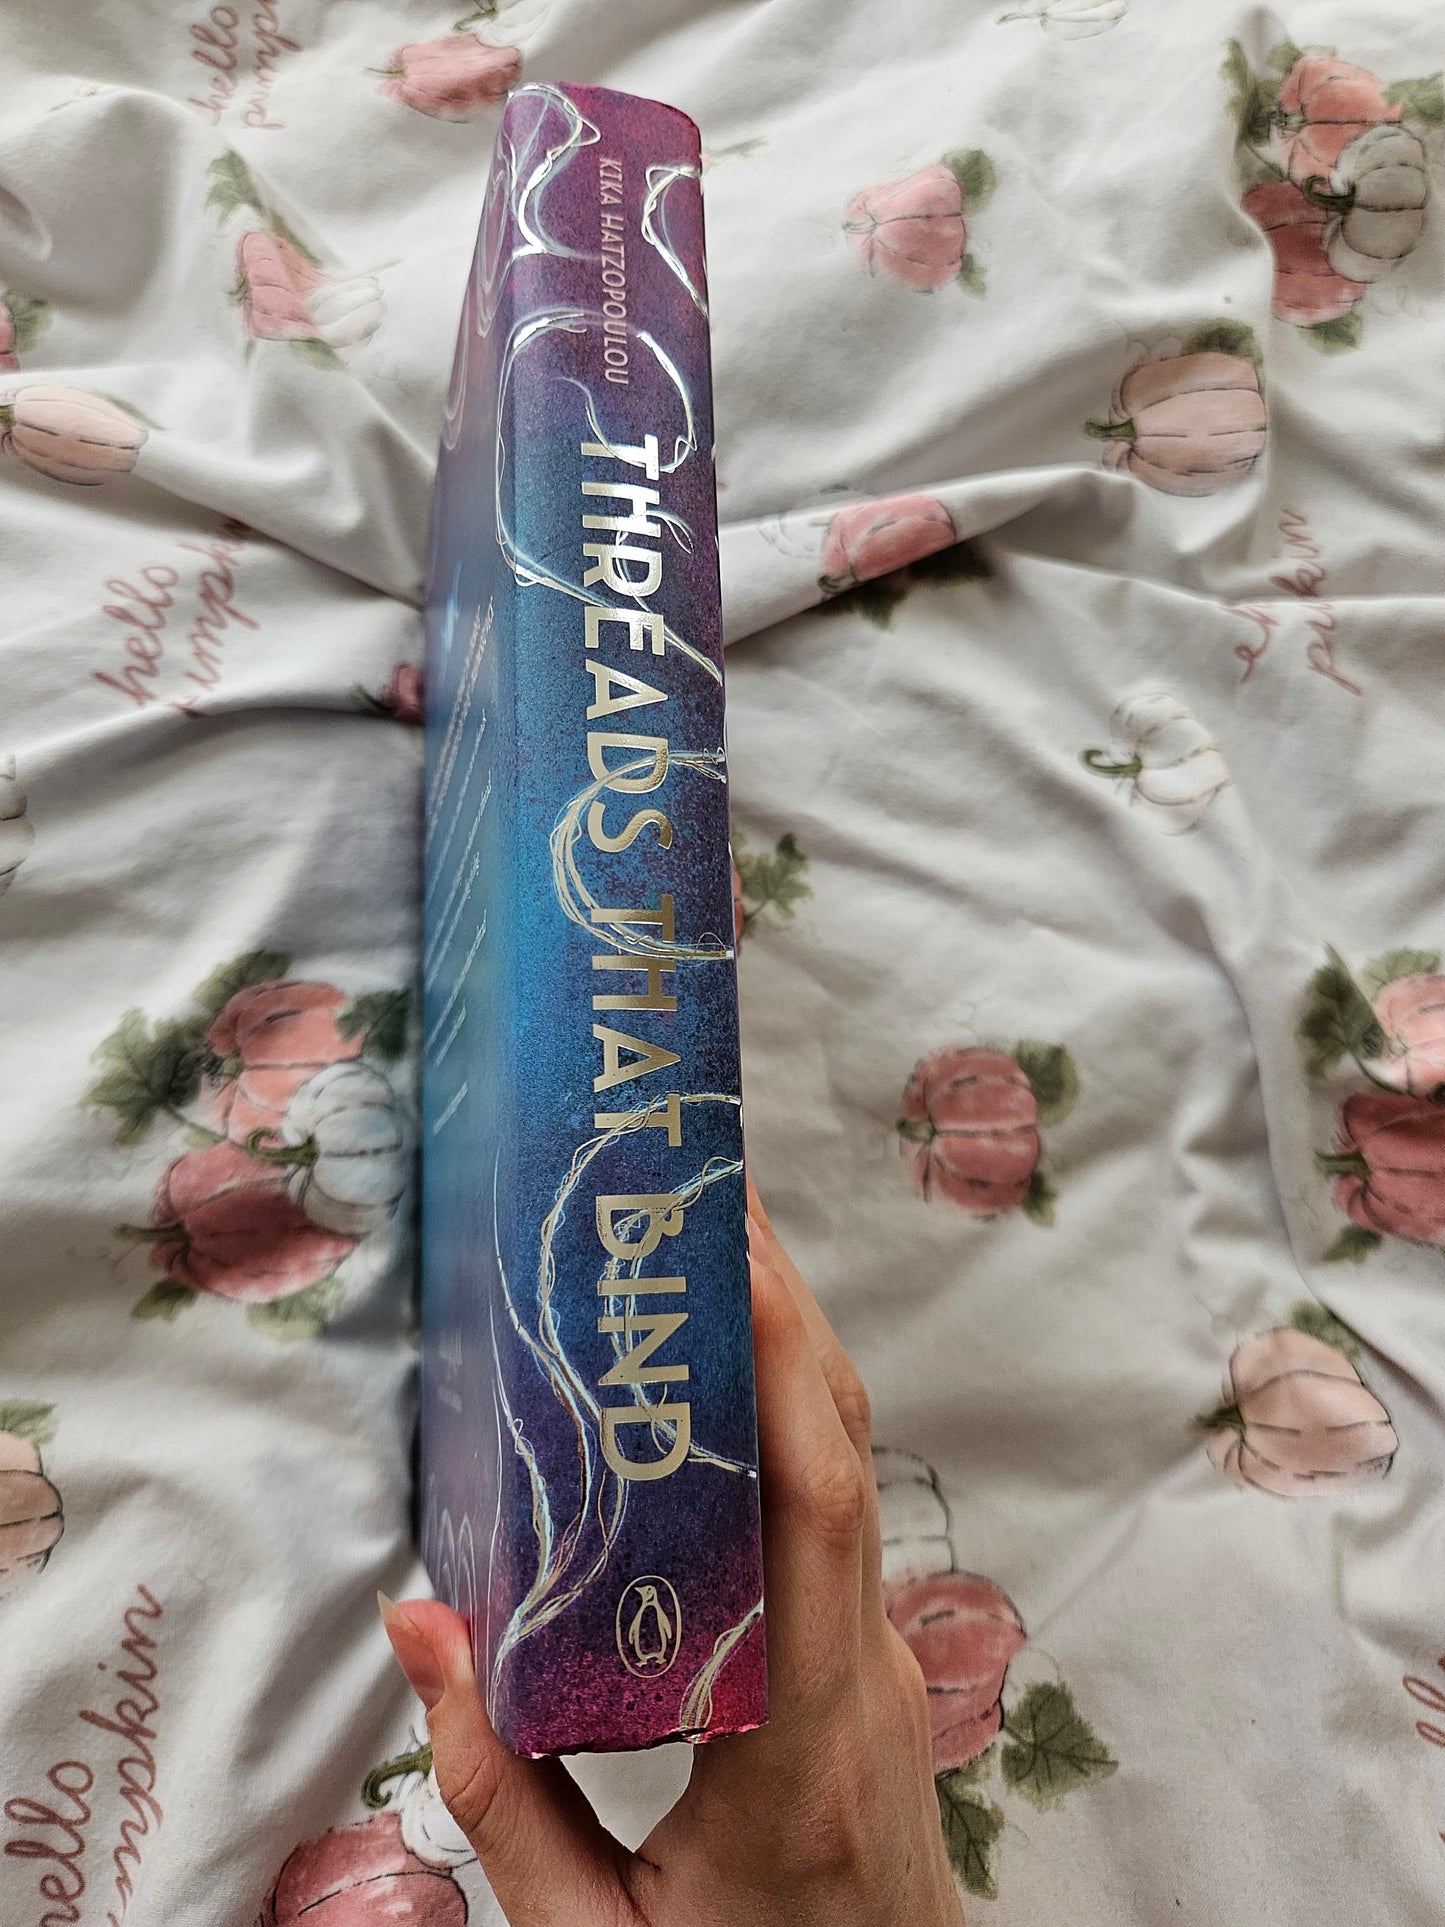 KIKA HATZOPOULOU
THREADS THAT BIND
hello
pumpkin
hello
pumpkin
hello
pumpkin